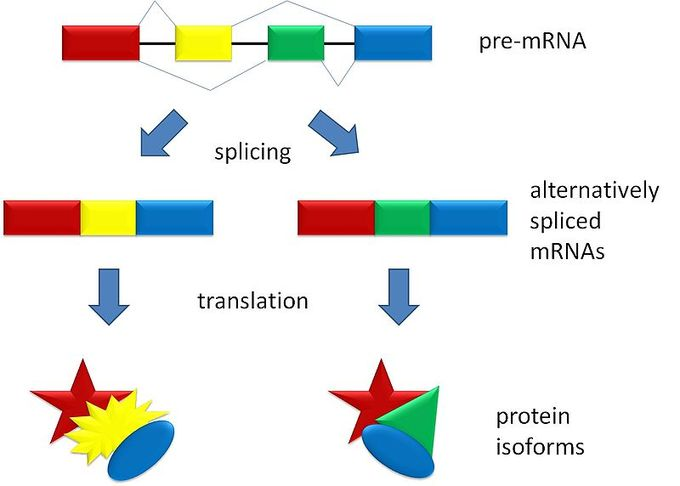 pre-mRNA
splicing
alternatively
spliced
mRNAs
translation
protein
isoforms